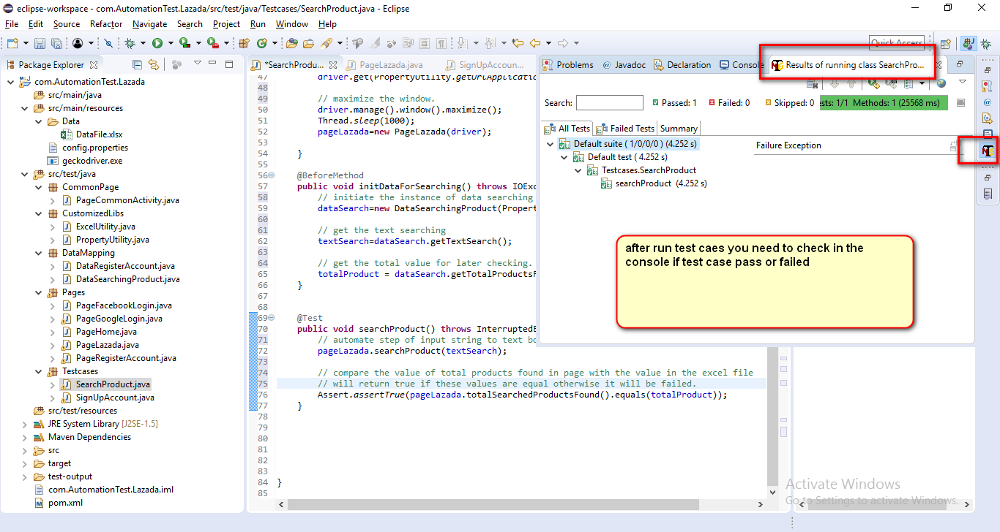 eclipse-workspace - com.AutomationTest.Lazada/src/test/java/Testcases/SearchProduct.java - Eclipse
File Edit Source Refactor Navigate Search Project Run Window Help
Quick Access
Package Explorer
com.AutomationTest.Lazada
src/main/java
src/main/resources
Data
DataFile.xlsx
config.properties
geckodriver.exe
src/test/java
CommonPage
PageCommonActivity.java
CustomizedLibs
ExcelUtility.java
PropertyUtility.java
DataMapping
DataRegisterAccount.java
DataSearchingProduct.java
Pages
PageFacebookLogin.java
PageGoogleLogin.java
PageHome.java
PageLazada.java
PageRegisterAccount.java
Testcases
SearchProduct.java
SignUpAccount.java
src/test/resources
JRE System Library [J2SE-1.5]
Maven Dependencies
src
target
test-output
com.AutomationTest.Lazada.iml
pom.xml
*SearchProdu... PageLazada.java SignUpAccoun...
47 driver.get(PropertyUtility.getUrlApplicatio
48
49 // maximize the window.
50 driver.manage().window().maximize();
51 Thread.sleep(1000);
52 pageLazada=new PageLazada(driver);
53
54 }
55
56 @BeforeMethod
57 public void initDataForSearching() throws IOExc
58 // initiate the instance of data searching
59 dataSearch=new DataSearchingProduct(Propert
60
61 // get the text searching
62 textSearch=dataSearch.getTextSearch();
63
64 // get the total value for later checking.
65 totalProduct = dataSearch.getTotalProductsF
66 }
67
68
69 @Test
70 public void searchProduct() throws InterruptedE
71 // automate step of input string to text bo
72 pageLazada.searchProduct(textSearch);
73
74 // compare the value of total products found in page with the value in the excel file
75 // will return true if these values are equal otherwise it will be failed.
76 Assert.assertTrue(pageLazada.totalSearchedProductsFound().equals(totalProduct));
77 }
78
79
80
81
82
83
84 }
85
Problems Javadoc Declaration Console Results of running class SearchPro...
Search: Passed: 1 Failed: 0 Skipped: 0 sts: 1/1 Methods: 1 (25568 ms)
All Tests Failed Tests Summary
Default suite ( 1/0/0/0 ) (4.252 s)
Default test ( 4.252 s)
Testcases.SearchProduct
searchProduct (4.252 s)
Failure Exception
after run test caes you need to check in the
console if test case pass or failed
Activate Windows
Go to Settings to activate Windows.